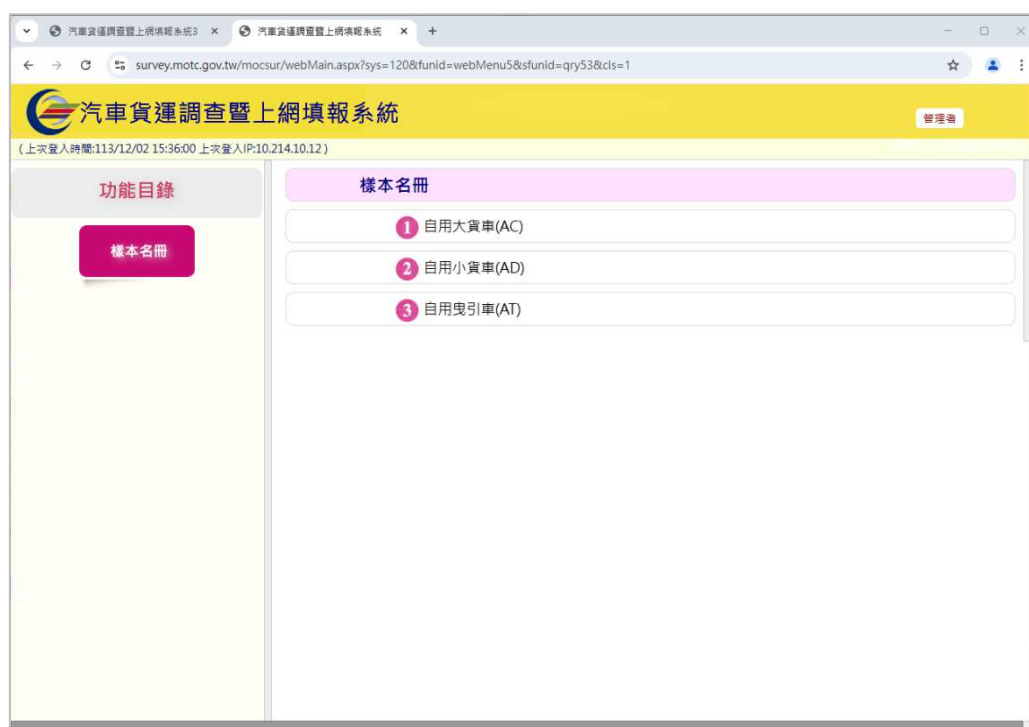 汽車貨運調查暨上網填報系統3
汽車貨運調查暨上網填報系統
survey.motc.gov.tw/mocsur/webMain.aspx?sys=120&funid=webMenu5&sfunid=qry53&cls=1
汽車貨運調查暨上網填報系統
管理者
(上次登入時間:113/12/02 15:36:00 上次登入IP:10.214.10.12)
功能目錄
樣本名冊
樣本名冊
1 自用大貨車(AC)
2 自用小貨車(AD)
3 自用曳引車(AT)